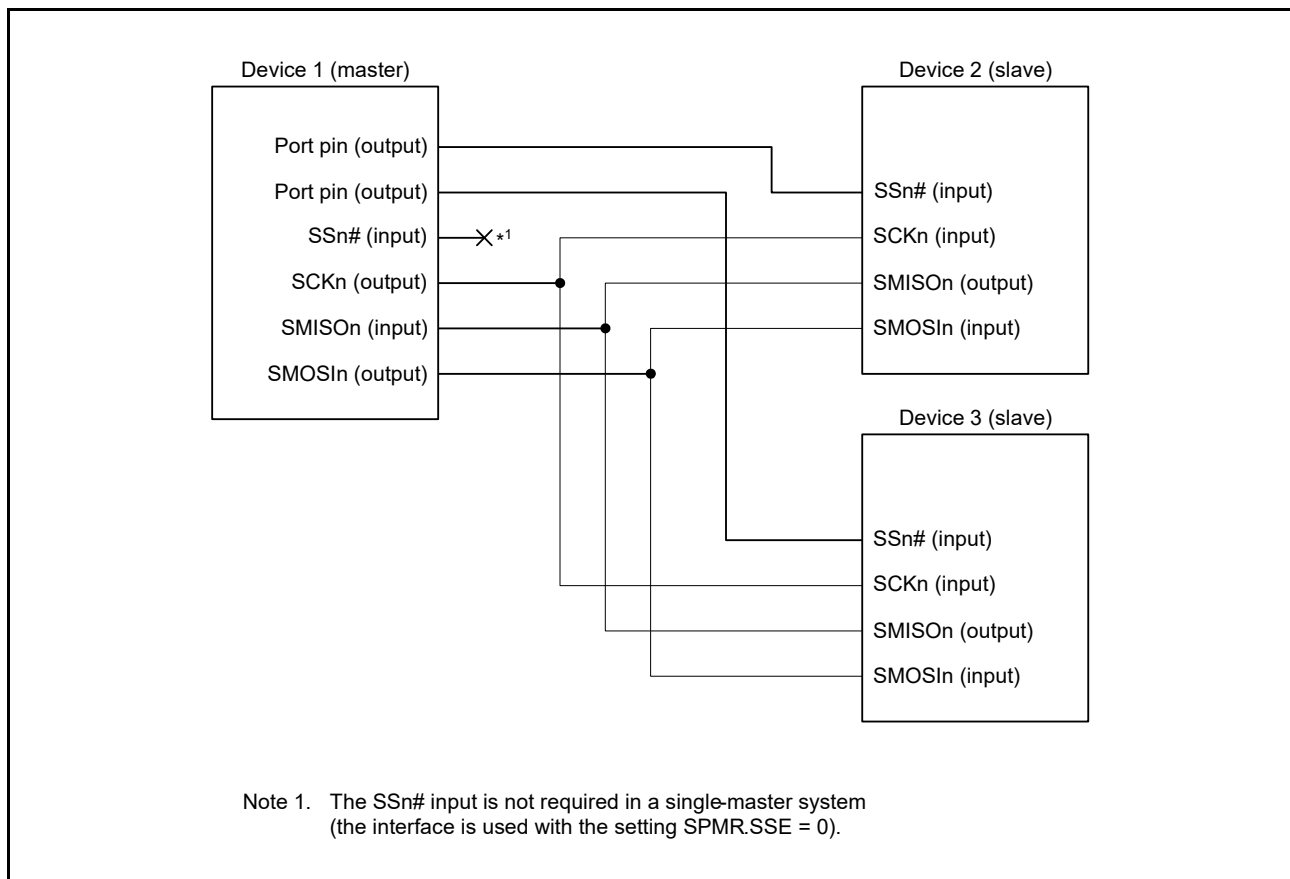 Device 1 (master)
Port pin (output)
Port pin (output)
SSn# (input)
*1
SCKn (output)
SMISOn (input)
SMOSIn (output)
Device 2 (slave)
SSn# (input)
SCKn (input)
SMISOn (output)
SMOSIn (input)
Device 3 (slave)
SSn# (input)
SCKn (input)
SMISOn (output)
SMOSIn (input)
Note 1. The SSn# input is not required in a single-master system
(the interface is used with the setting SPMR.SSE = 0).